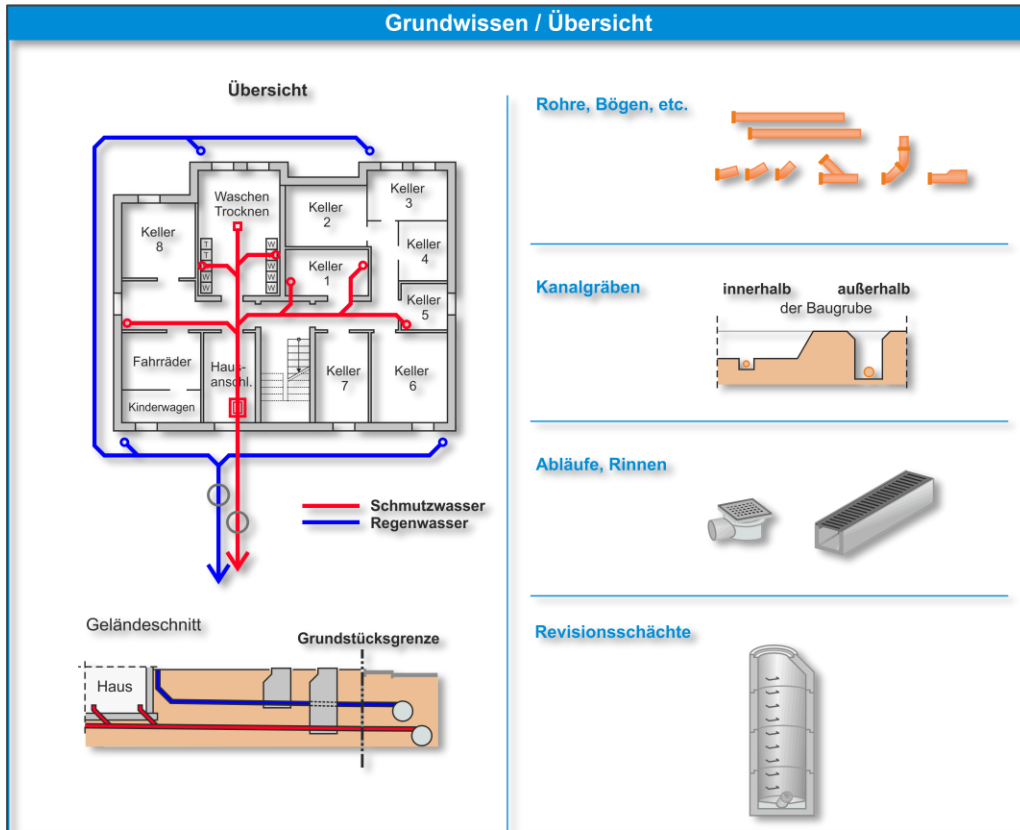 Grundwissen / Übersicht
Übersicht
Waschen
Trocknen
Keller
8
Keller
2
Keller
3
Keller
4
Keller
1
Keller
5
T
T
W
W
W
W
W
W
Fahrräder
Haus-
anschl.
Kinderwagen
Keller
7
Keller
6
Schmutzwasser
Regenwasser
Geländeschnitt
Grundstücksgrenze
Haus
Rohre, Bögen, etc.
Kanalgräben
innerhalb außerhalb
der Baugrube
Abläufe, Rinnen
Revisionsschächte